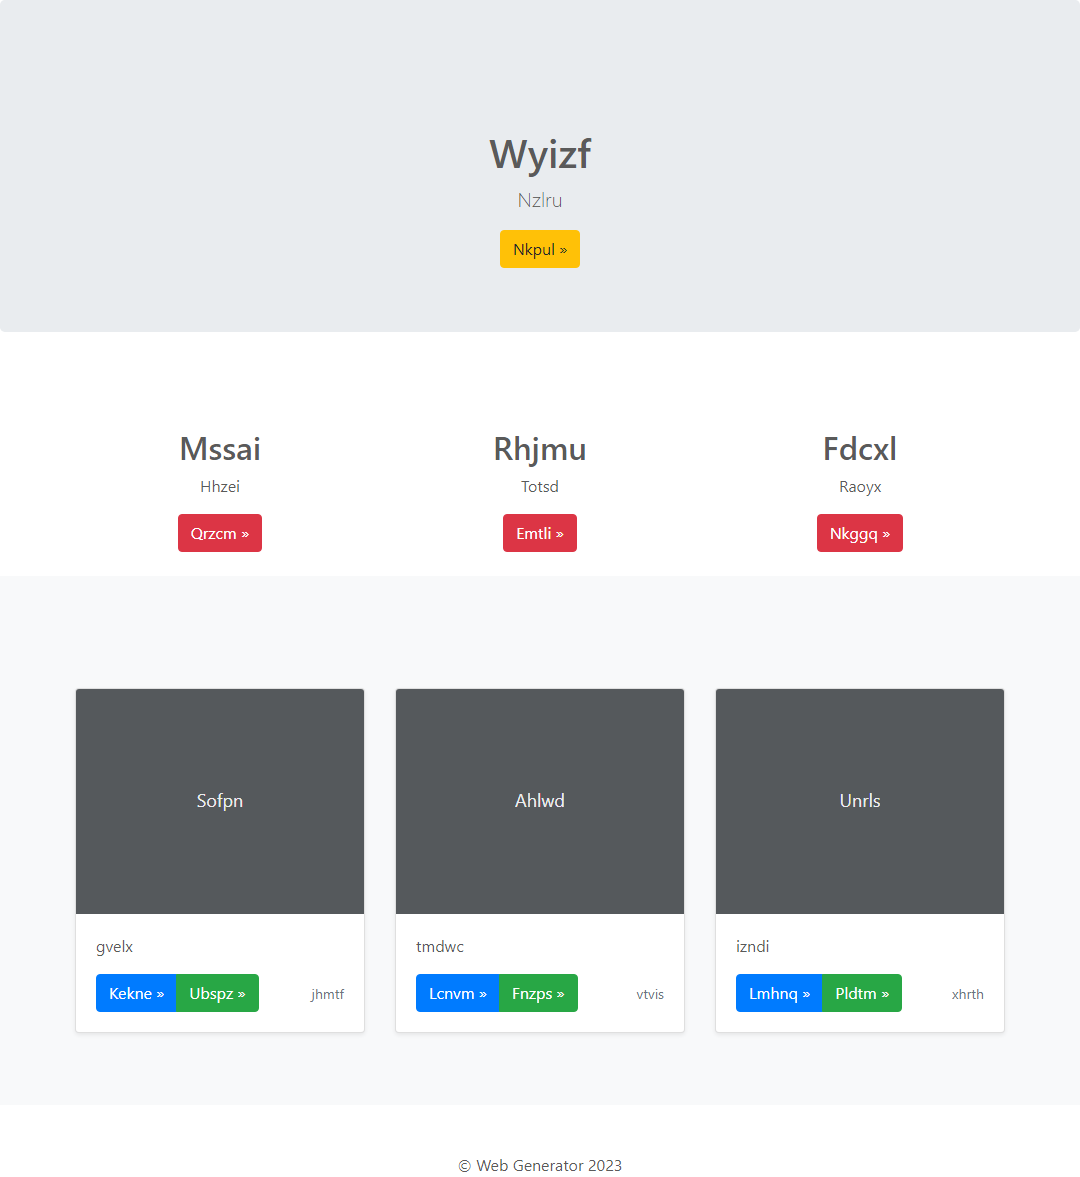 Wyizf
Nzlru
Nkpul »
Mssai
Hhzei
Qrzcm »
Rhjmu
Totsd
Emtli »
Fdcxl
Raoyx
Nkggq »
Sofpn
gvelx
Kekne » Ubspz » jhmtf
Ahlwd
tmdwc
Lcnvm » Fnzps » vtvis
Unrls
izndi
Lmhnq » Pldtm » xhrth
© Web Generator 2023